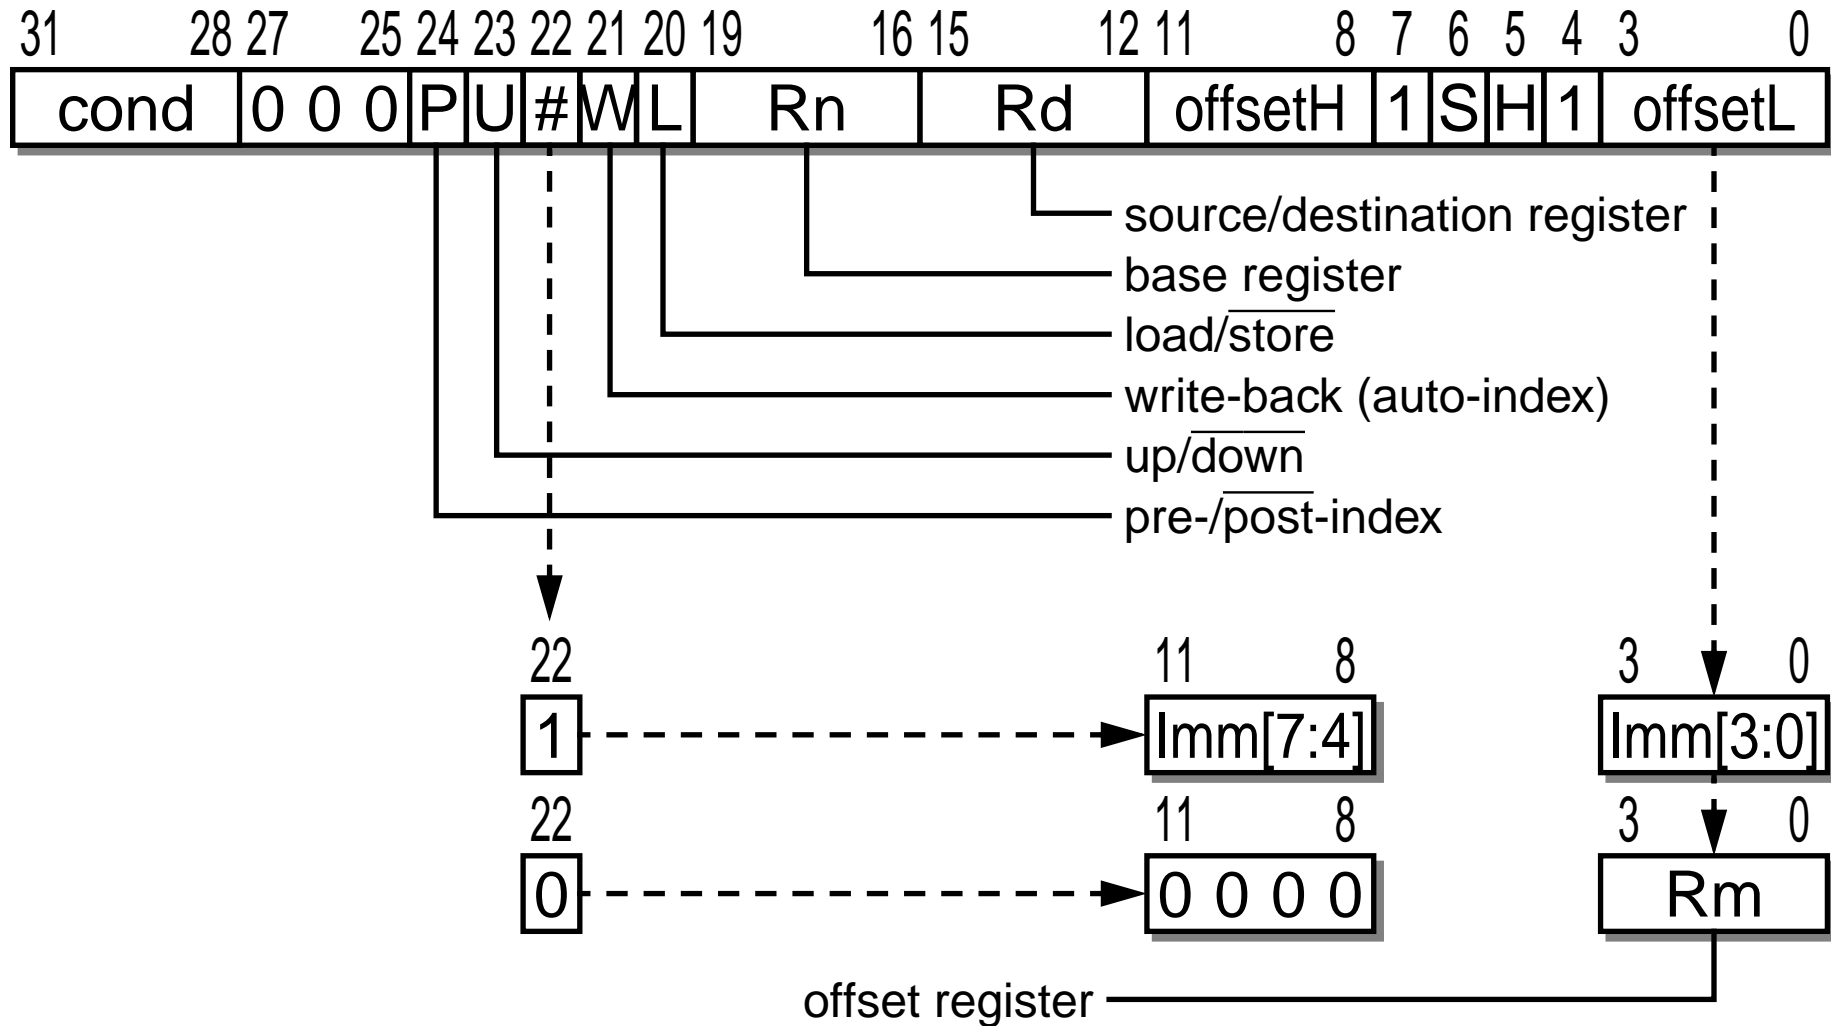 31 28 27 25 24 23 22 21 20 19 16 15 12 11 8 7 6 5 4 3 0
cond 0 0 0 P U # W L Rn Rd offsetH 1 S H 1 offsetL
source/destination register
base register
load/store
write-back (auto-index)
up/down
pre-/post-index
22 11 8 3 0
1 Imm[7:4] Imm[3:0]
22 11 8 3 0
0 0 0 0 0 Rm
offset register